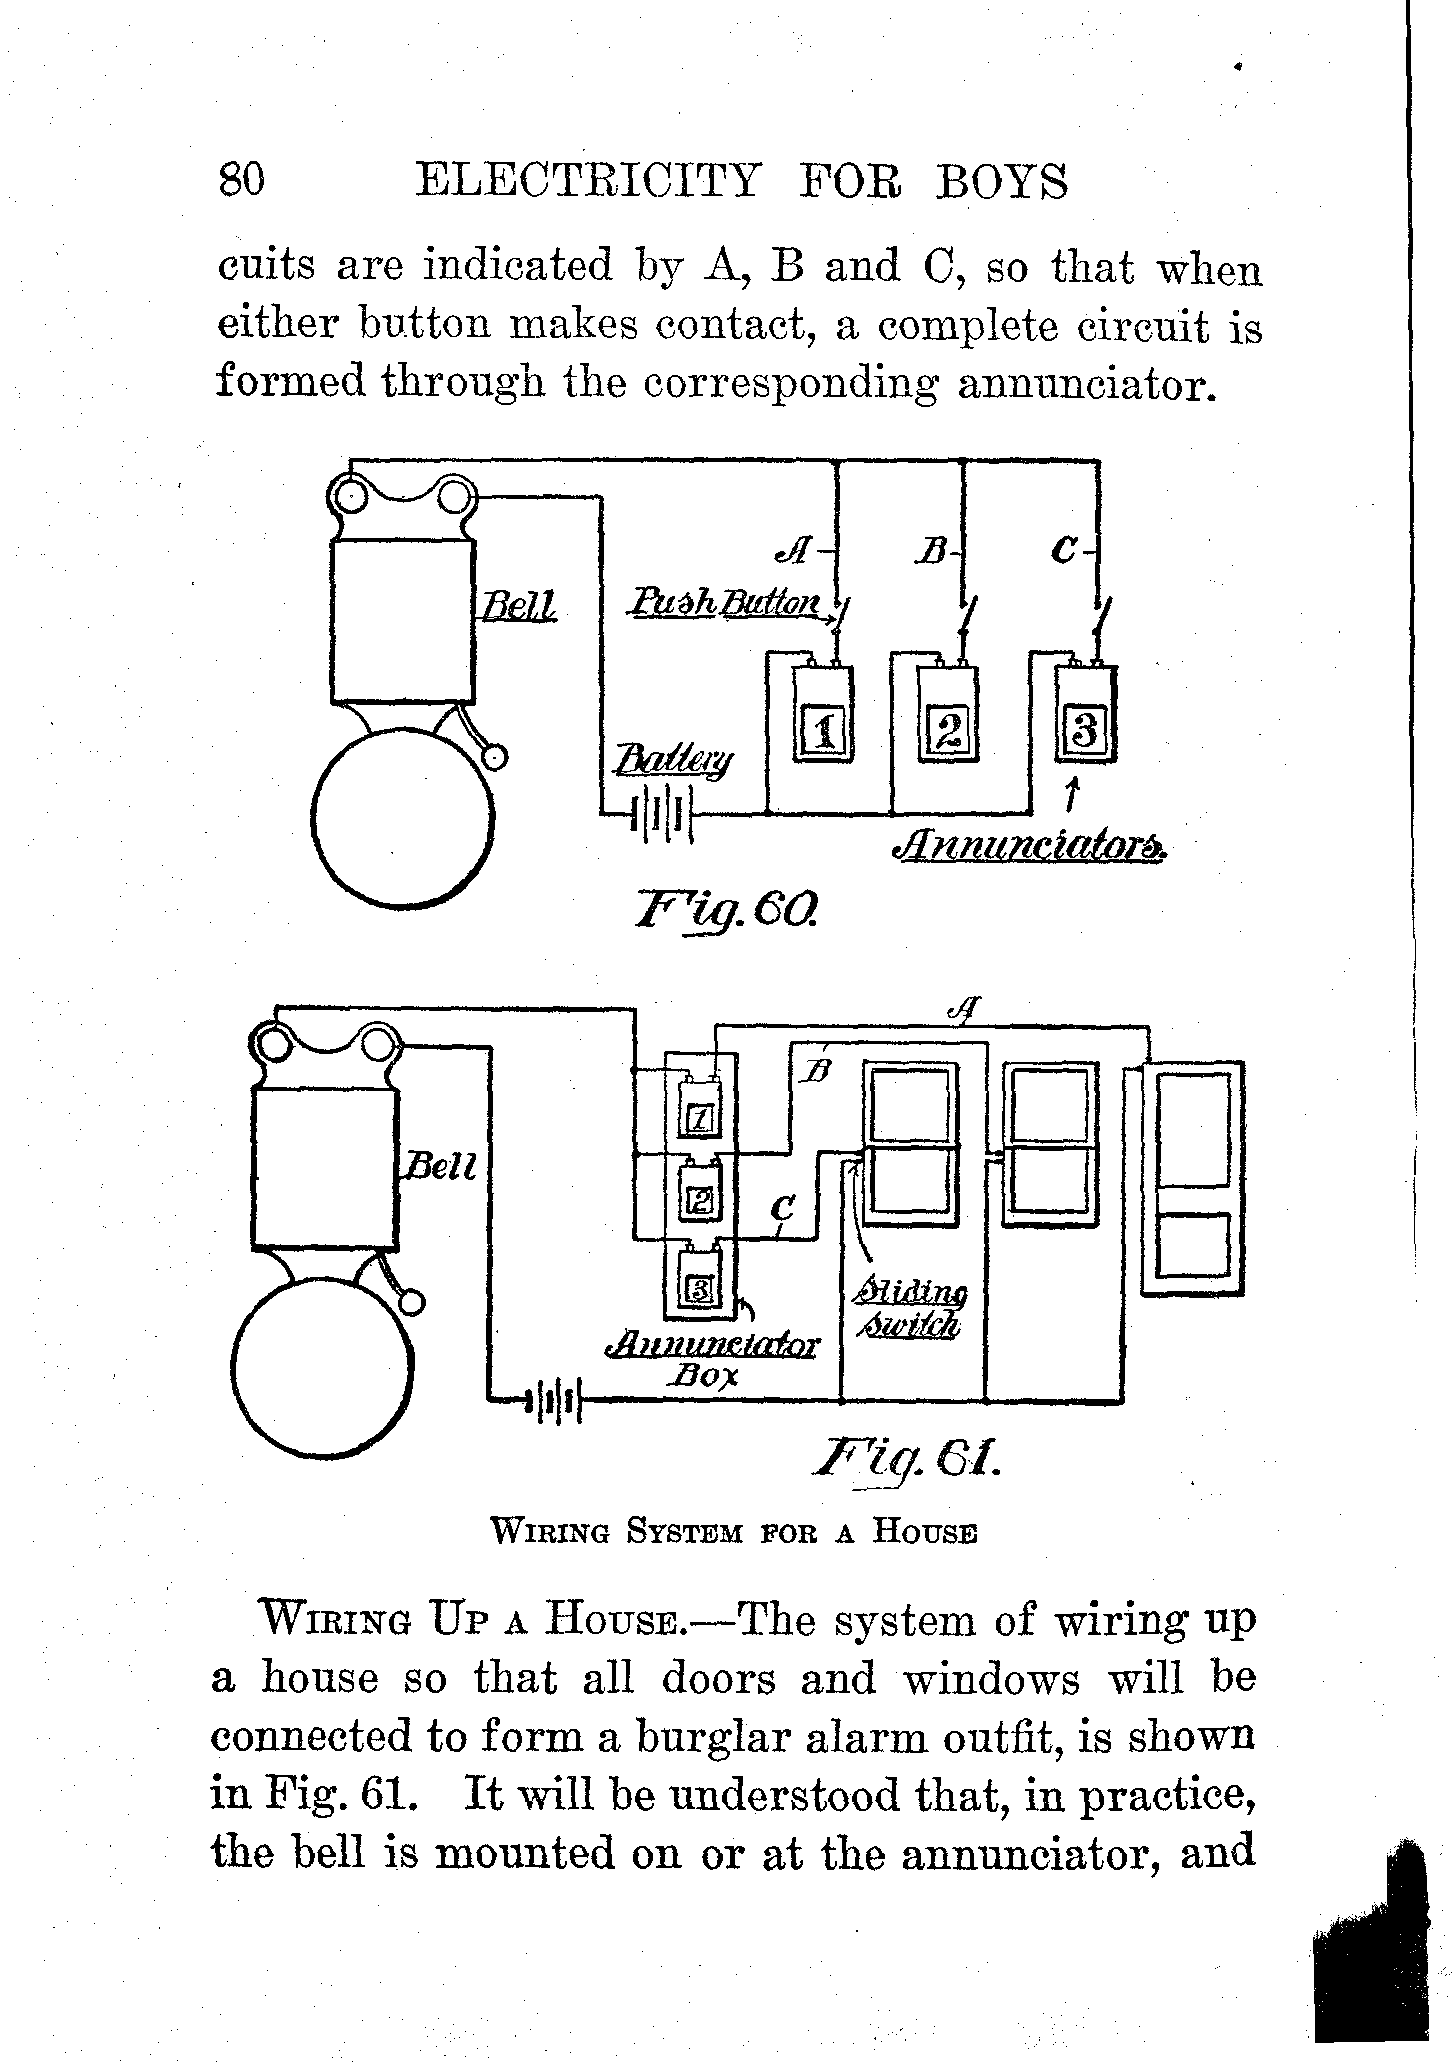 80 ELECTRICITY FOR BOYS
cuits are indicated by A, B and C, so that when
either button makes contact, a complete circuit is
formed through the corresponding annunciator.
A B C
Bell
Push Button
1 2 3
Battery
Annunciators.
Fig. 60.
A
B
1
Bell
2
C
3
Sliding
Switch
Annunciator
Box
Fig. 61.
WIRING SYSTEM FOR A HOUSE
WIRING UP A HOUSE.—The system of wiring up
a house so that all doors and windows will be
connected to form a burglar alarm outfit, is shown
in Fig. 61. It will be understood that, in practice,
the bell is mounted on or at the annunciator, and